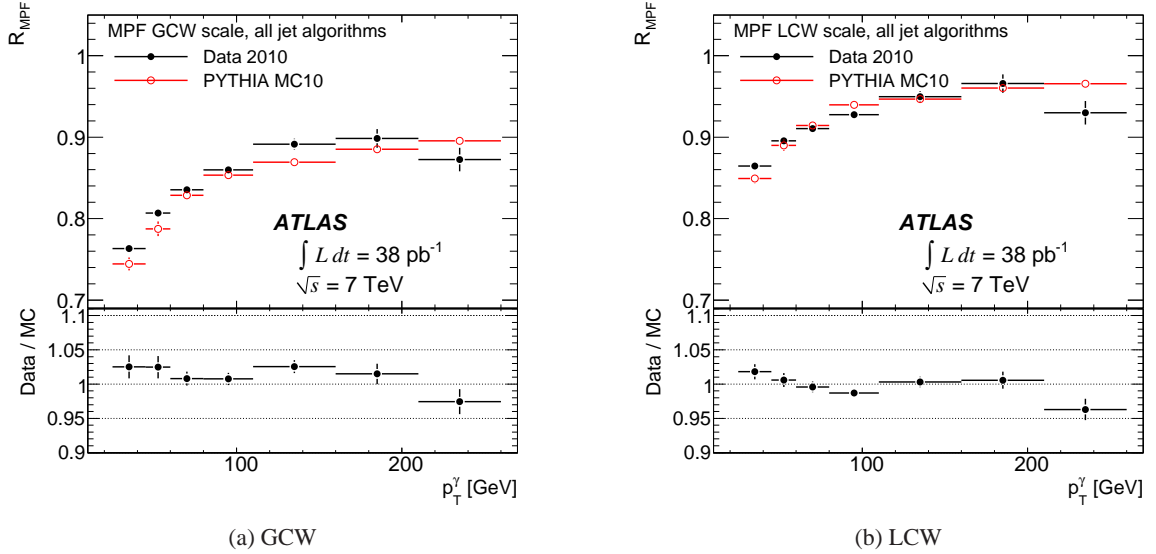 R_MPF
MPF GCW scale, all jet algorithms
Data 2010
PYTHIA MC10
1
0.9
0.8
0.7
ATLAS
∫ L dt = 38 pb⁻¹
√s = 7 TeV
Data / MC
1.1
1.05
1
0.95
0.9
100
200
p_T^γ [GeV]
(a) GCW
R_MPF
MPF LCW scale, all jet algorithms
Data 2010
PYTHIA MC10
1
0.9
0.8
0.7
ATLAS
∫ L dt = 38 pb⁻¹
√s = 7 TeV
Data / MC
1.1
1.05
1
0.95
0.9
100
200
p_T^γ [GeV]
(b) LCW